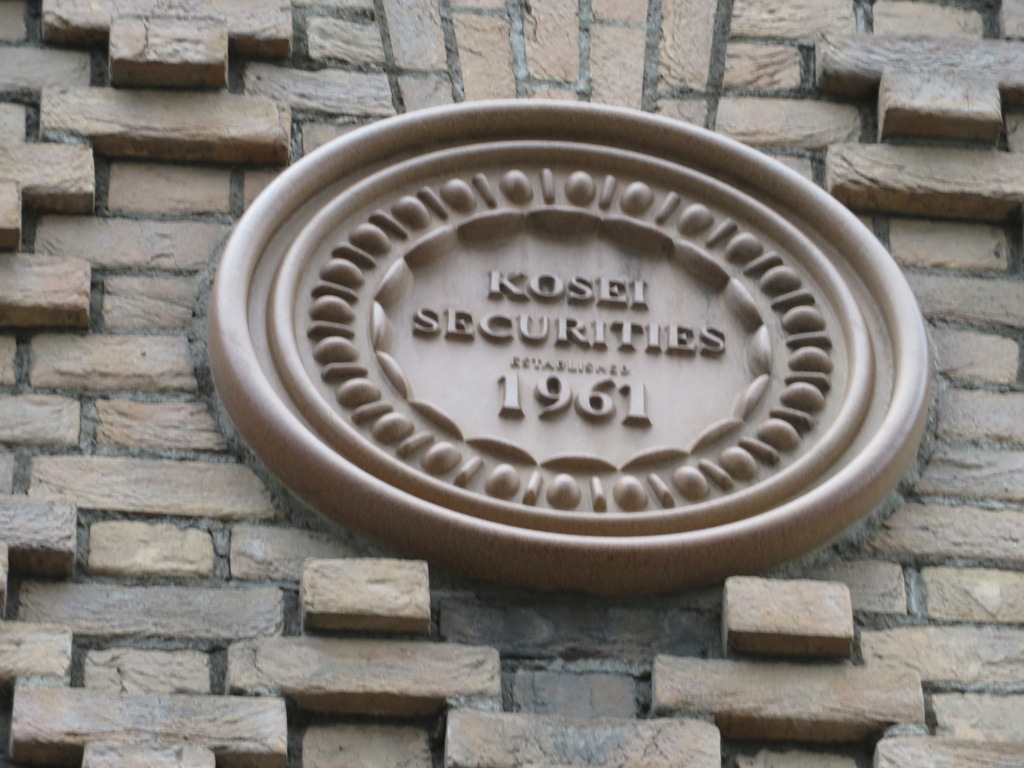 KOSEI
SECURITIES
ESTABLISHED
1961